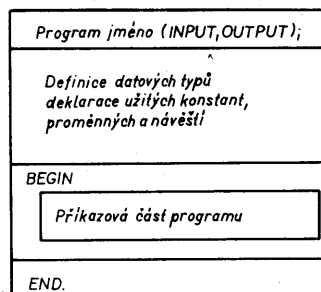 Program jméno (INPUT,OUTPUT);
Definice datových typů
deklarace užitých konstant,
proměnných a návěští
BEGIN
Příkazová část programu
END.